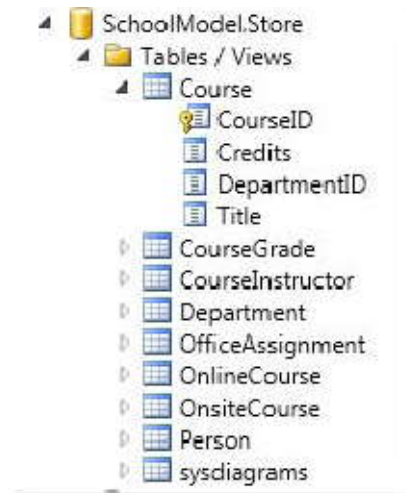 SchoolModel.Store
Tables / Views
Course
CourseID
Credits
DepartmentID
Title
CourseGrade
CourseInstructor
Department
OfficeAssignment
OnlineCourse
OnsiteCourse
Person
sysdiagrams